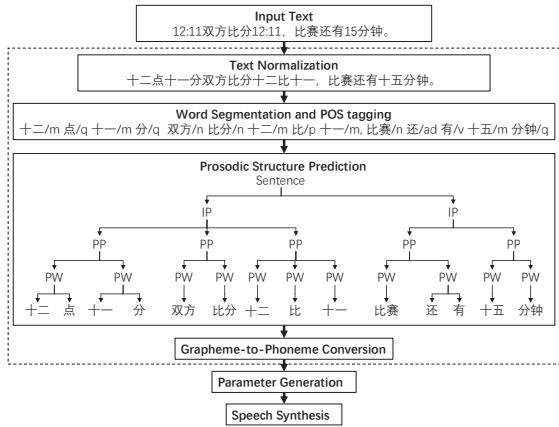 Input Text
12:11双方比分12:11，比赛还有15分钟。
Text Normalization
十二点十一分双方比分十二比十一，比赛还有十五分钟。
Word Segmentation and POS tagging
十二/m 点/q 十一/m 分/q 双方/n 比分/n 十二/m 比/p 十一/m, 比赛/n 还/ad 有/v 十五/m 分钟/q
Prosodic Structure Prediction
Sentence
IP IP
PP PP PP PP PP
PW PW PW PW PW PW PW PW PW PW PW
十二 点 十一 分 双方 比分 十二 比 十一 比赛 还 有 十五 分钟
Grapheme-to-Phoneme Conversion
Parameter Generation
Speech Synthesis